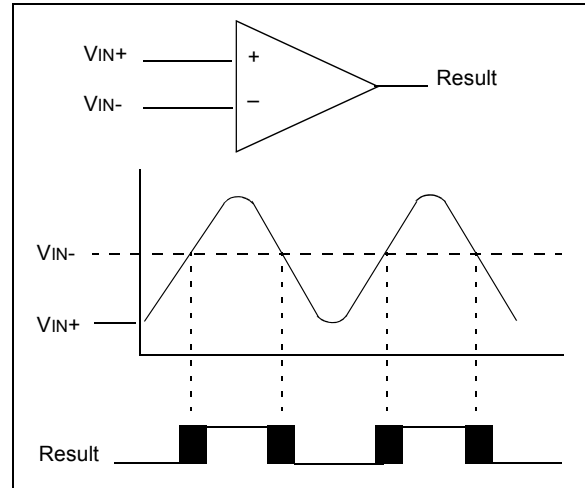 VIN+
+
Result
VIN-
–
VIN-
VIN+
Result